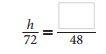 h/72 = □/48